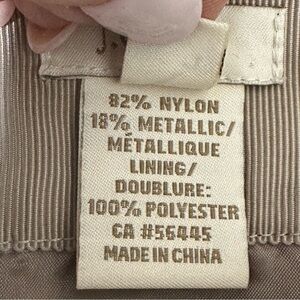 82% NYLON
18% METALLIC/
MÉTALLIQUE
LINING/
DOUBLURE:
100% POLYESTER
CA #56445
MADE IN CHINA